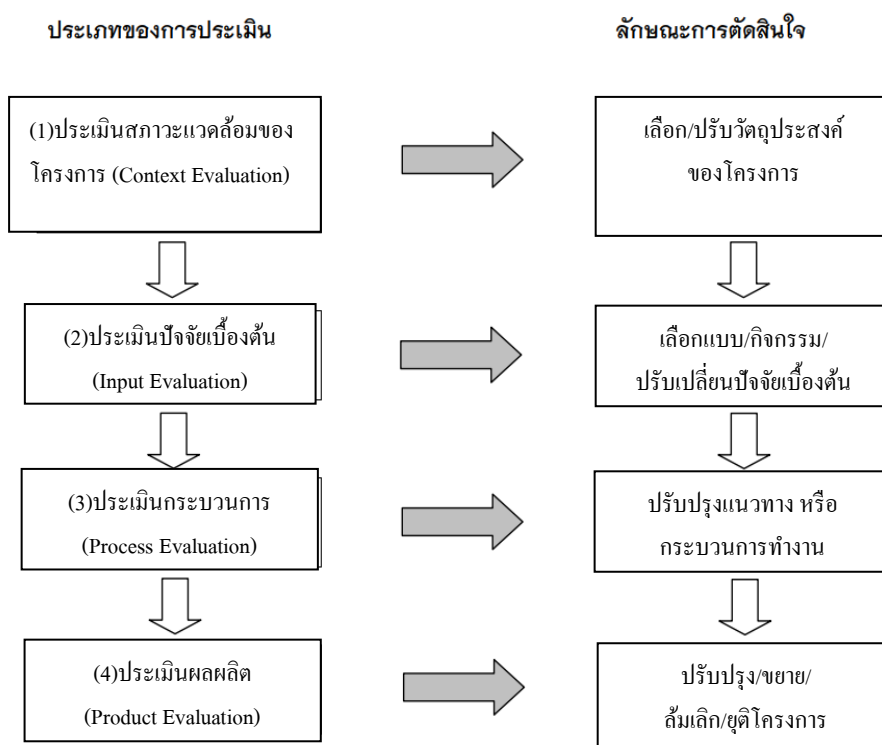 ประเภทของการประเมิน
ลักษณะการตัดสินใจ
(1)ประเมินสภาวะแวดล้อมของ
โครงการ (Context Evaluation)
เลือก/ปรับวัตถุประสงค์
ของโครงการ
(2)ประเมินปัจจัยเบื้องต้น
(Input Evaluation)
เลือกแบบ/กิจกรรม/
ปรับเปลี่ยนปัจจัยเบื้องต้น
(3)ประเมินกระบวนการ
(Process Evaluation)
ปรับปรุงแนวทาง หรือ
กระบวนการทำงาน
(4)ประเมินผลผลิต
(Product Evaluation)
ปรับปรุง/ขยาย/
ล้มเลิก/ยุติโครงการ